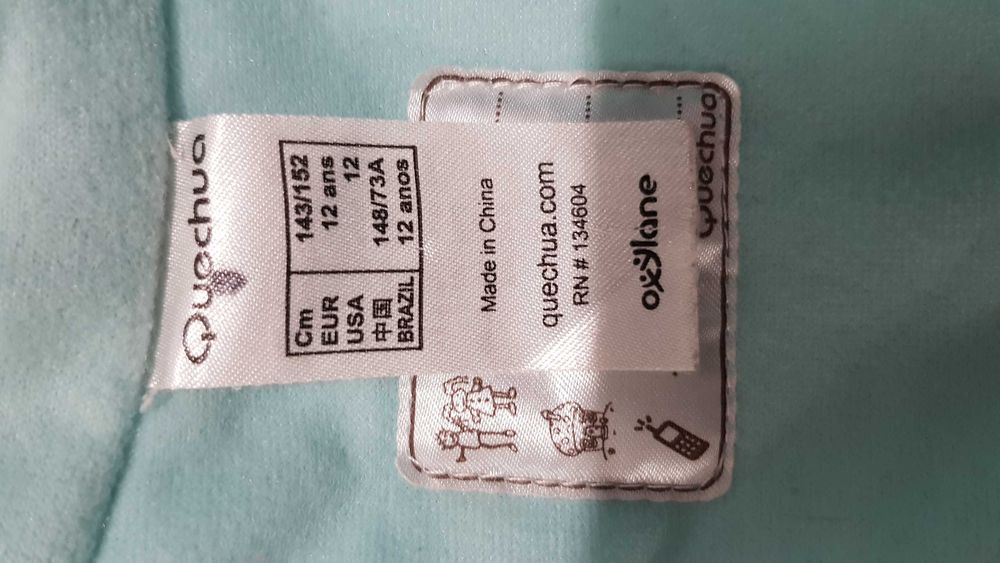 Quechua
Cm 143/152
EUR 12 ans
USA 12
中国 148/73A
BRAZIL 12 anos
Made in China
quechua.com
RN # 134604
oxylane
Quechua